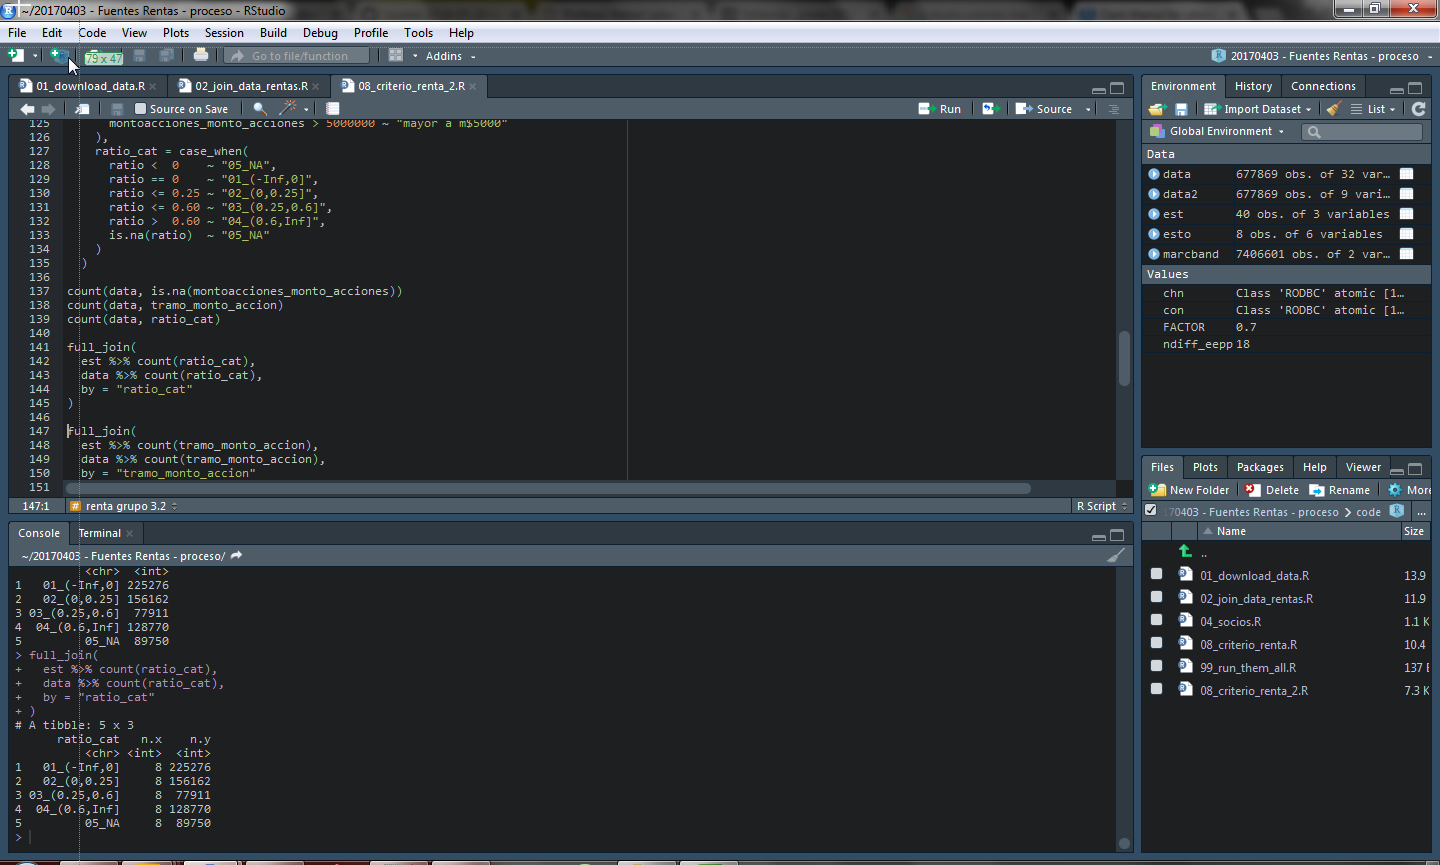 ~/20170403 - Fuentes Rentas - proceso - RStudio
File Edit Code View Plots Session Build Debug Profile Tools Help
79 x 47 Go to file/function Addins 20170403 - Fuentes Rentas - proceso
01_download_data.R 02_join_data_rentas.R 08_criterio_renta_2.R
Source on Save Run Source
125 montoacciones_monto_acciones > 5000000 ~ "mayor a m$5000"
126 ),
127 ratio_cat = case_when(
128 ratio < 0 ~ "05_NA",
129 ratio == 0 ~ "01_(-Inf,0]",
130 ratio <= 0.25 ~ "02_(0,0.25]",
131 ratio <= 0.60 ~ "03_(0.25,0.6]",
132 ratio > 0.60 ~ "04_(0.6,Inf]",
133 is.na(ratio) ~ "05_NA"
134 )
135 )
136
137 count(data, is.na(montoacciones_monto_acciones))
138 count(data, tramo_monto_accion)
139 count(data, ratio_cat)
140
141 full_join(
142 est %>% count(ratio_cat),
143 data %>% count(ratio_cat),
144 by = "ratio_cat"
145 )
146
147 full_join(
148 est %>% count(tramo_monto_accion),
149 data %>% count(tramo_monto_accion),
150 by = "tramo_monto_accion"
151
147:1 # renta grupo 3.2 R Script
Console Terminal
~/20170403 - Fuentes Rentas - proceso/
<chr> <int>
1 01_(-Inf,0] 225276
2 02_(0,0.25] 156162
3 03_(0.25,0.6] 77911
4 04_(0.6,Inf] 128770
5 05_NA 89750
> full_join(
+ est %>% count(ratio_cat),
+ data %>% count(ratio_cat),
+ by = "ratio_cat"
+ )
# A tibble: 5 x 3
ratio_cat n.x n.y
<chr> <int> <int>
1 01_(-Inf,0] 8 225276
2 02_(0,0.25] 8 156162
3 03_(0.25,0.6] 8 77911
4 04_(0.6,Inf] 8 128770
5 05_NA 8 89750
>
Environment History Connections
Import Dataset List
Global Environment
Data
data 677869 obs. of 32 var…
data2 677869 obs. of 9 vari…
est 40 obs. of 3 variables
esto 8 obs. of 6 variables
marcband 7406601 obs. of 2 var…
Values
chn Class 'RODBC' atomic [1…
con Class 'RODBC' atomic [1…
FACTOR 0.7
ndiff_eepp 18
Files Plots Packages Help Viewer
New Folder Delete Rename More
170403 - Fuentes Rentas - proceso > code ...
Name Size
..
01_download_data.R 13.9
02_join_data_rentas.R 11.9
04_socios.R 1.1 K
08_criterio_renta.R 10.4
99_run_them_all.R 137
08_criterio_renta_2.R 7.3 K